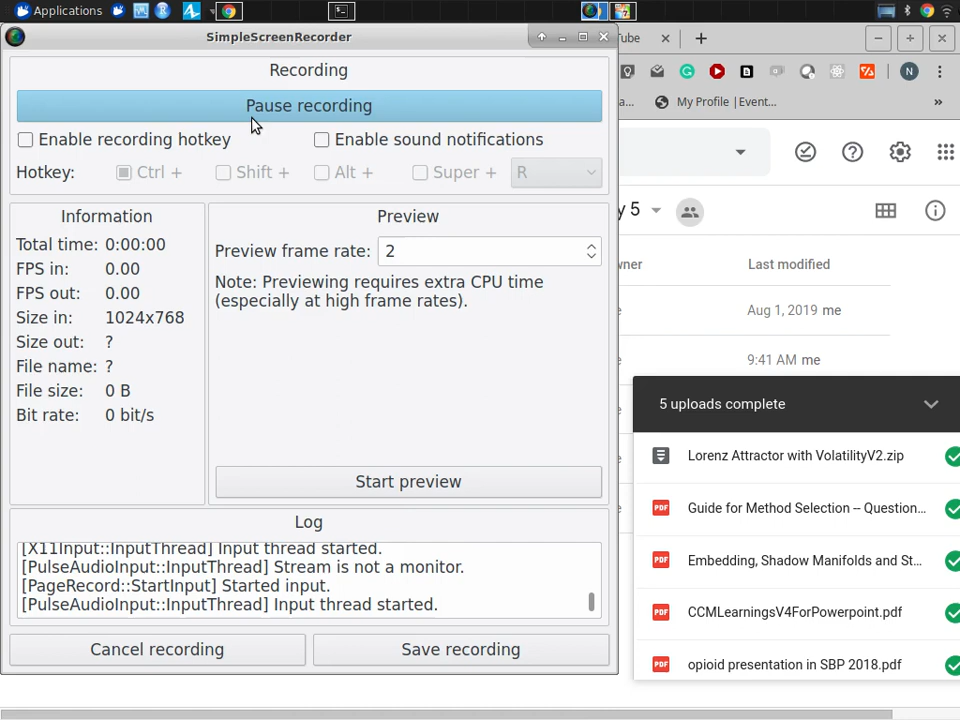 Applications
SimpleScreenRecorder
Tube
Recording
Pause recording
Enable recording hotkey
Enable sound notifications
Hotkey:
Ctrl +
Shift +
Alt +
Super +
R
Information
Total time: 0:00:00
FPS in: 0.00
FPS out: 0.00
Size in: 1024x768
Size out: ?
File name: ?
File size: 0 B
Bit rate: 0 bit/s
Preview
Preview frame rate: 2
Note: Previewing requires extra CPU time
(especially at high frame rates).
Start preview
Log
[X11Input::InputThread] Input thread started.
[PulseAudioInput::InputThread] Stream is not a monitor.
[PageRecord::StartInput] Started input.
[PulseAudioInput::InputThread] Input thread started.
Cancel recording
Save recording
N
a...
My Profile | Event...
»
y 5
wner
Last modified
Aug 1, 2019 me
9:41 AM me
5 uploads complete
Lorenz Attractor with VolatilityV2.zip
PDF Guide for Method Selection -- Question...
PDF Embedding, Shadow Manifolds and St...
PDF CCMLearningsV4ForPowerpoint.pdf
PDF opioid presentation in SBP 2018.pdf